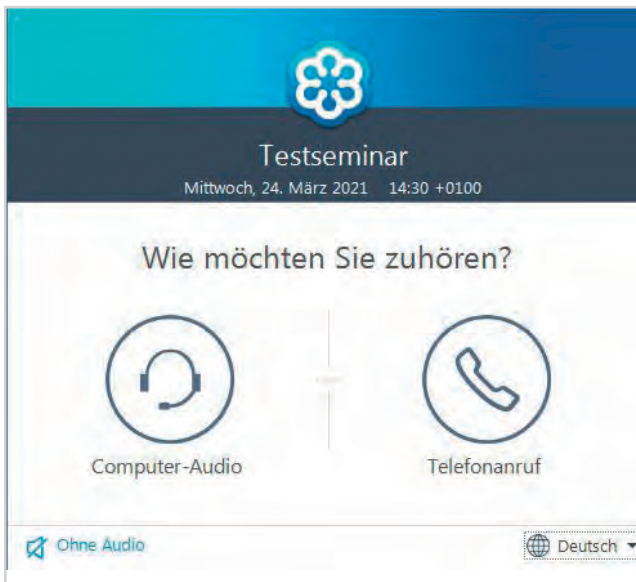 Testseminar
Mittwoch, 24. März 2021 14:30 +0100
Wie möchten Sie zuhören?
Computer-Audio
Telefonanruf
Ohne Audio
Deutsch